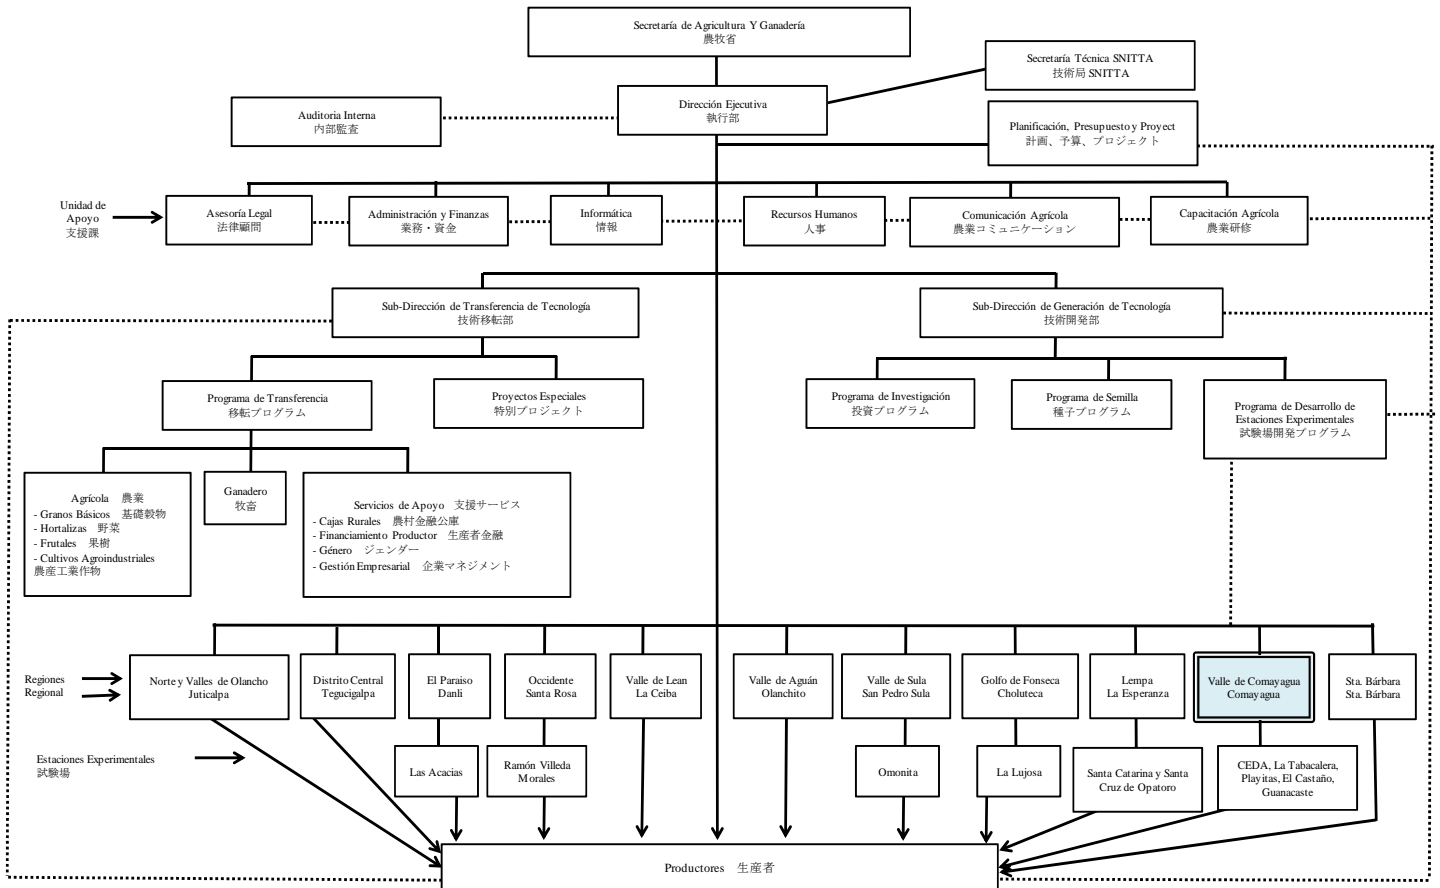 Secretaría de Agricultura Y Ganadería
農牧省
Secretaría Técnica SNITTA
技術局 SNITTA
Dirección Ejecutiva
執行部
Auditoria Interna
内部監査
Planificación, Presupuesto y Proyect
計画、予算、プロジェクト
Unidad de
Apoyo
支援課
Asesoría Legal
法律顧問
Administración y Finanzas
業務・資金
Informática
情報
Recursos Humanos
人事
Comunicación Agrícola
農業コミュニケーション
Capacitación Agrícola
農業研修
Sub-Dirección de Transferencia de Tecnología
技術移転部
Sub-Dirección de Generación de Tecnología
技術開発部
Programa de Transferencia
移転プログラム
Proyectos Especiales
特別プロジェクト
Programa de Investigación
投資プログラム
Programa de Semilla
種子プログラム
Programa de Desarrollo de
Estaciones Experimentales
試験場開発プログラム
Agrícola 農業
- Granos Básicos 基礎穀物
- Hortalizas 野菜
- Frutales 果樹
- Cultivos Agroindustriales
農産工業作物
Ganadero
牧畜
Servicios de Apoyo 支援サービス
- Cajas Rurales 農村金融公庫
- Financiamiento Productor 生産者金融
- Género ジェンダー
- Gestión Empresarial 企業マネジメント
Regiones
Regional
Norte y Valles de Olancho
Juticalpa
Distrito Central
Tegucigalpa
El Paraiso
Danli
Occidente
Santa Rosa
Valle de Lean
La Ceiba
Valle de Aguán
Olanchito
Valle de Sula
San Pedro Sula
Golfo de Fonseca
Choluteca
Lempa
La Esperanza
Valle de Comayagua
Comayagua
Sta. Bárbara
Sta. Bárbara
Estaciones Experimentales
試験場
Las Acacias
Ramón Villeda
Morales
Omonita
La Lujosa
Santa Catarina y Santa
Cruz de Opatoro
CEDA, La Tabacalera,
Playitas, El Castaño,
Guanacaste
Productores 生産者